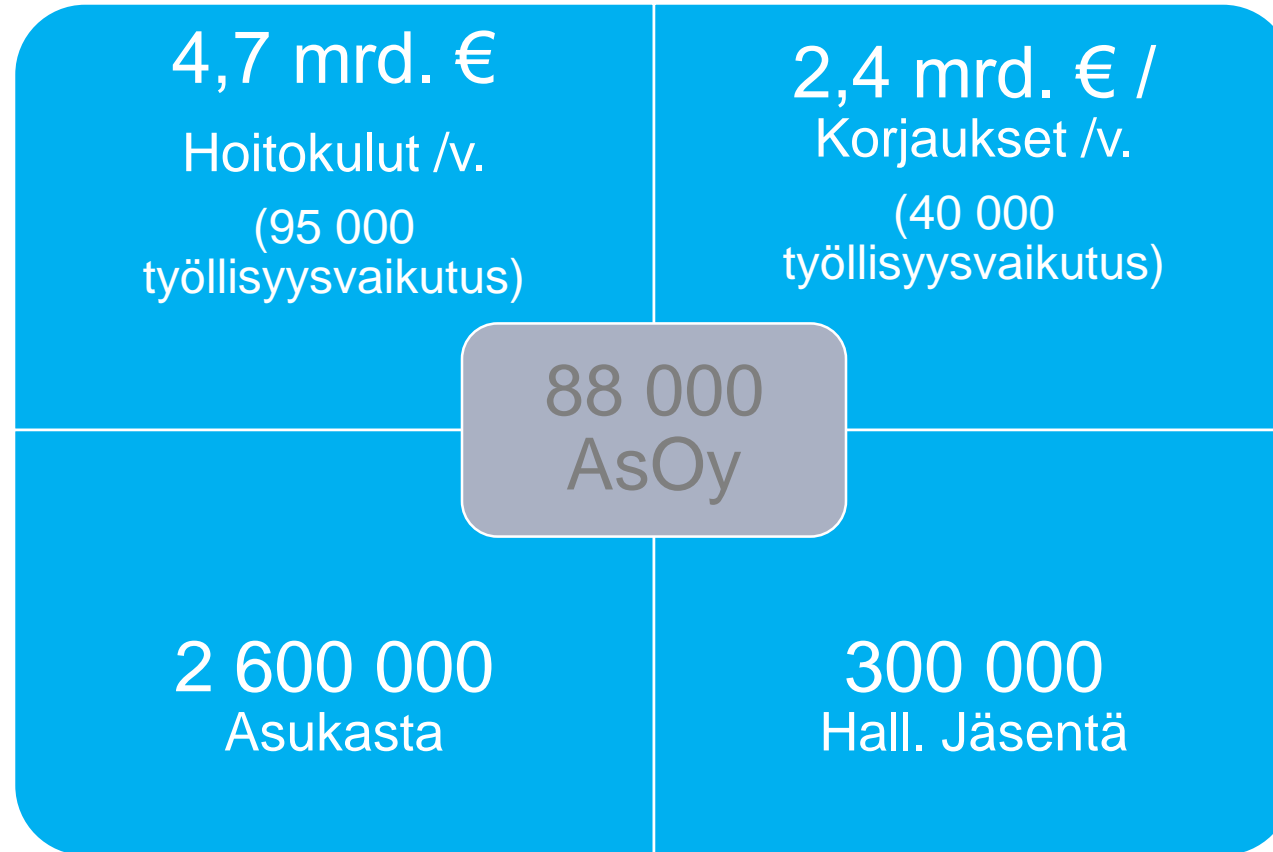 4,7 mrd. €
Hoitokulut /v.
(95 000
työllisyysvaikutus)
2,4 mrd. € /
Korjaukset /v.
(40 000
työllisyysvaikutus)
88 000
AsOy
2 600 000
Asukasta
300 000
Hall. Jäsentä